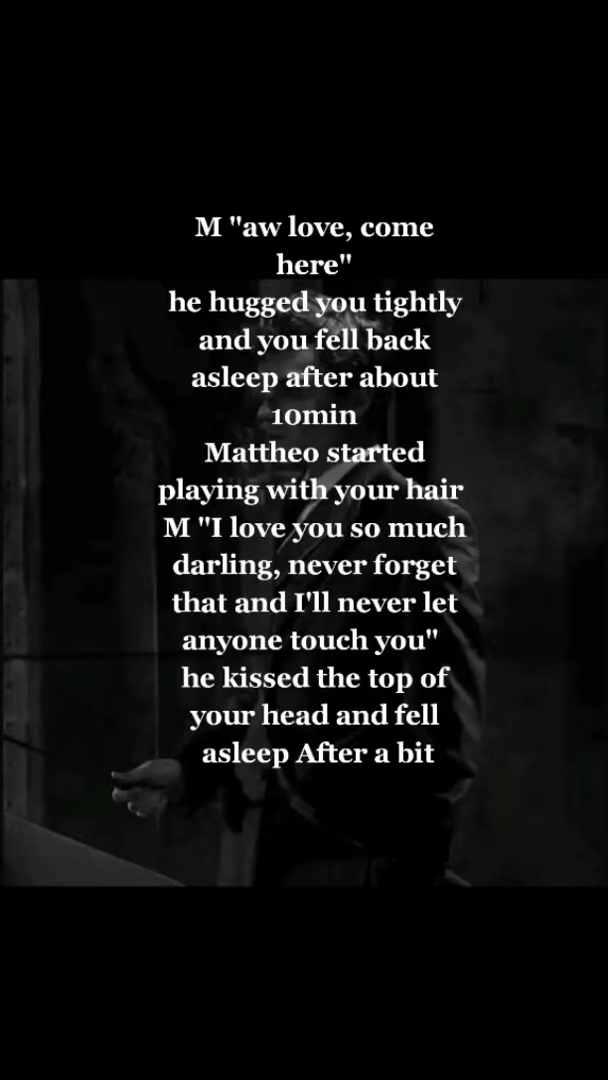 M "aw love, come
here"
he hugged you tightly
and you fell back
asleep after about
10min
Mattheo started
playing with your hair
M "I love you so much
darling, never forget
that and I'll never let
anyone touch you"
he kissed the top of
your head and fell
asleep After a bit